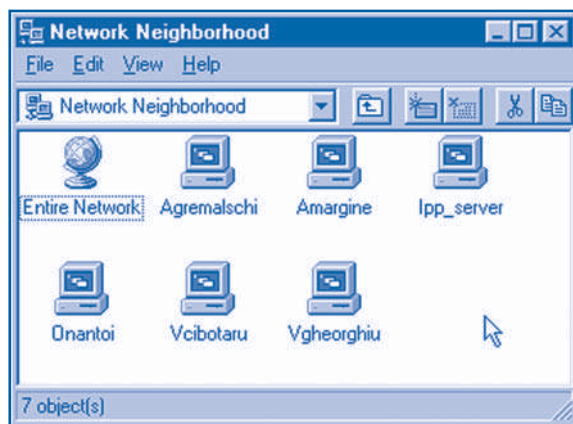 Network Neighborhood
File Edit View Help
Network Neighborhood
Entire Network Agremalschi Amargine Ipp_server
Onantoi Vcibotaru Vgheorghiu
7 object(s)